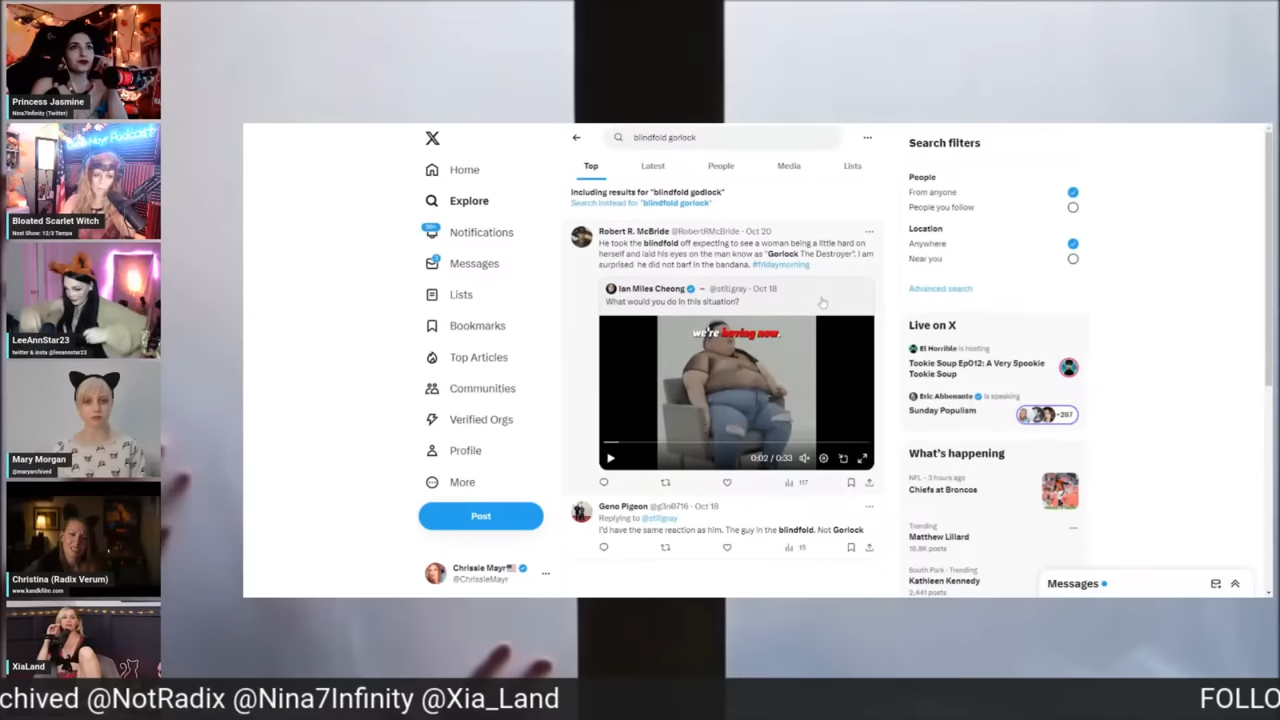 Princess Jasmine
Nina7Infinity (Twitter)
Bloated Scarlet Witch
Next Show: 12/3 Tampa
LeeAnnStar23
twitter & insta @leeannstar23
Mary Morgan
@maryarchived
Christina (Radix Verum)
www.kandkfilm.com
XiaLand
X
Home
Explore
20+
Notifications
Messages
Lists
Bookmarks
Top Articles
Communities
Verified Orgs
Profile
More
Post
Chrissie Mayr
@ChrissieMayr
blindfold gorlock
Top
Latest
People
Media
Lists
Including results for "blindfold godlock"
Search instead for "blindfold gorlock"
Robert R. McBride @RobertRMcBride · Oct 20
He took the blindfold off expecting to see a woman being a little hard on
herself and laid his eyes on the man know as "Gorlock The Destroyer". I am
surprised he did not barf in the bandana. #fridaymorning
Ian Miles Cheong @stillgray · Oct 18
What would you do in this situation?
we're having now.
0:02 / 0:33
117
Geno Pigeon @g3n0716 · Oct 18
Replying to @stillgray
I'd have the same reaction as him. The guy in the blindfold. Not Gorlock
15
Search filters
People
From anyone
People you follow
Location
Anywhere
Near you
Advanced search
Live on X
El Horrible is hosting
Tookie Soup Ep012: A Very Spookie
Tookie Soup
Eric Abbenante is speaking
Sunday Populism
+287
What's happening
NFL · 3 hours ago
Chiefs at Broncos
Trending
Matthew Lillard
16.8K posts
South Park · Trending
Kathleen Kennedy
2,441 posts
Messages
chived @NotRadix @Nina7Infinity @Xia_Land
FOLLO